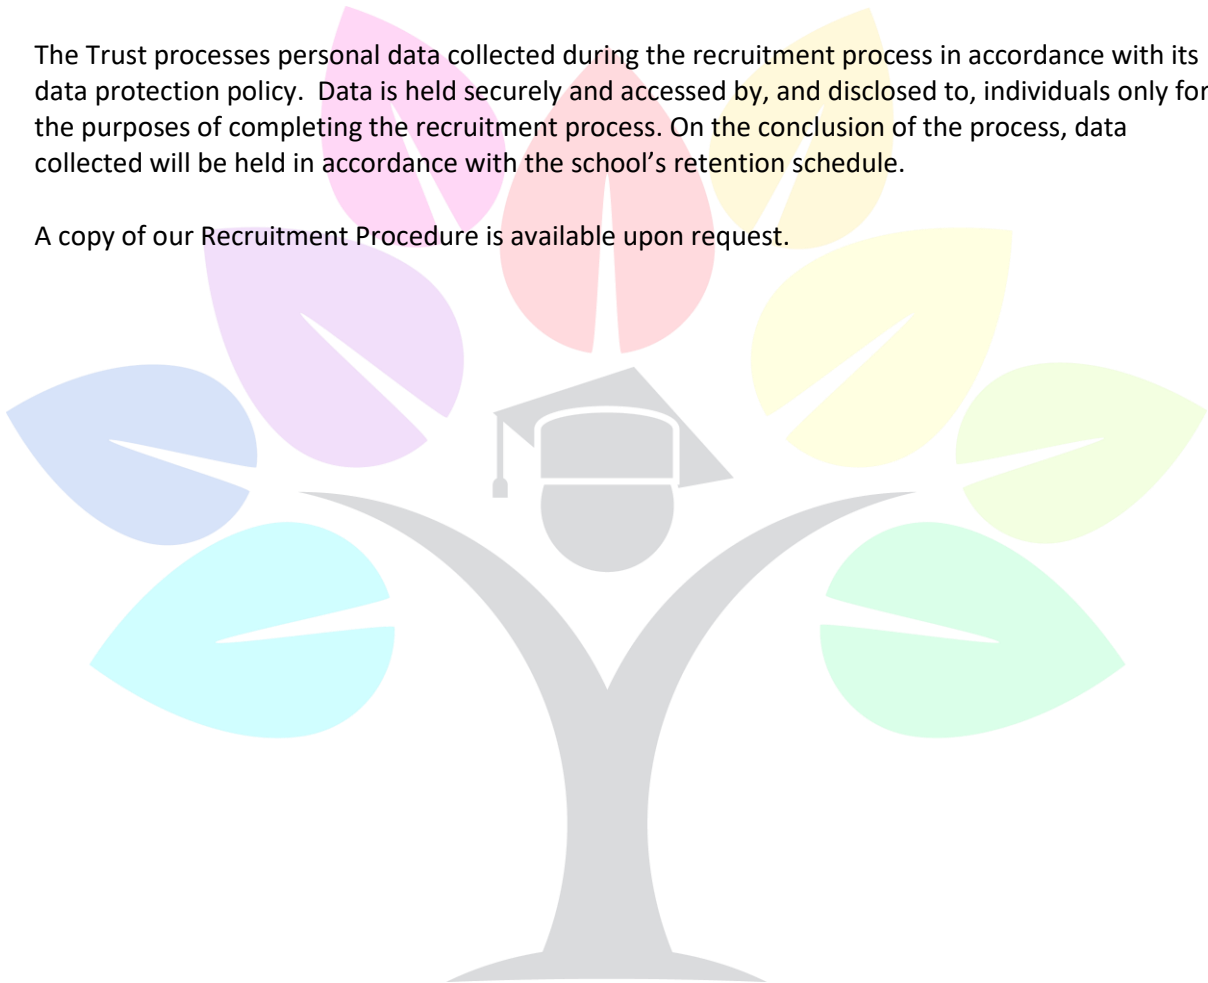 The Trust processes personal data collected during the recruitment process in accordance with its
data protection policy.  Data is held securely and accessed by, and disclosed to, individuals only for
the purposes of completing the recruitment process. On the conclusion of the process, data
collected will be held in accordance with the school’s retention schedule.
A copy of our Recruitment Procedure is available upon request.